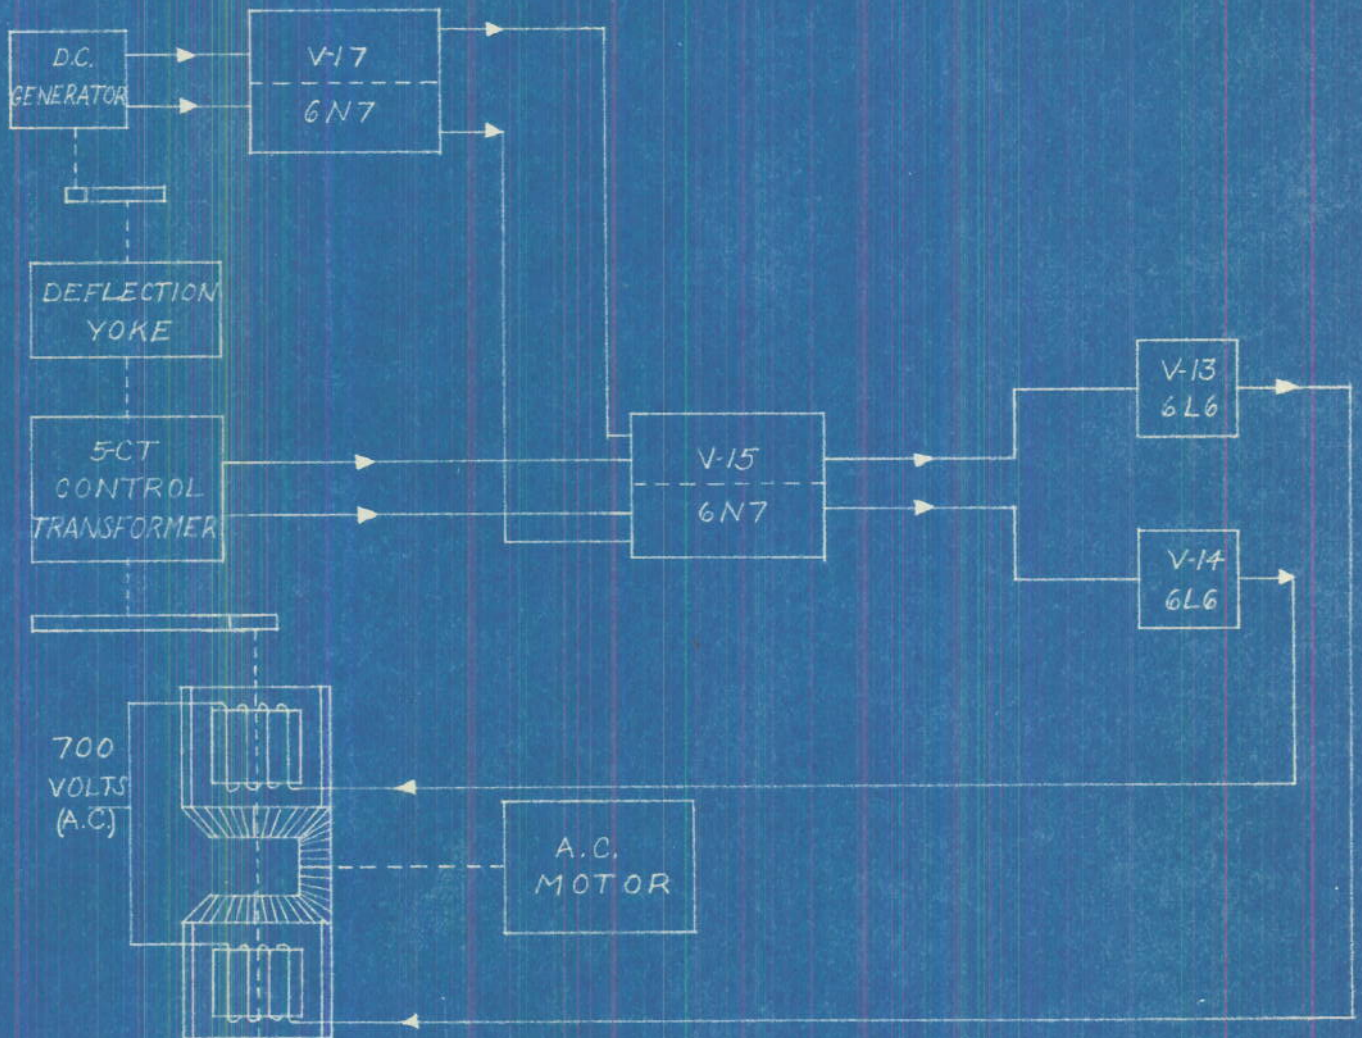 D.C.
GENERATOR
V-17
6N7
DEFLECTION
YOKE
5-CT
CONTROL
TRANSFORMER
V-15
6N7
V-13
6L6
V-14
6L6
700
VOLTS
(A.C.)
A.C.
MOTOR